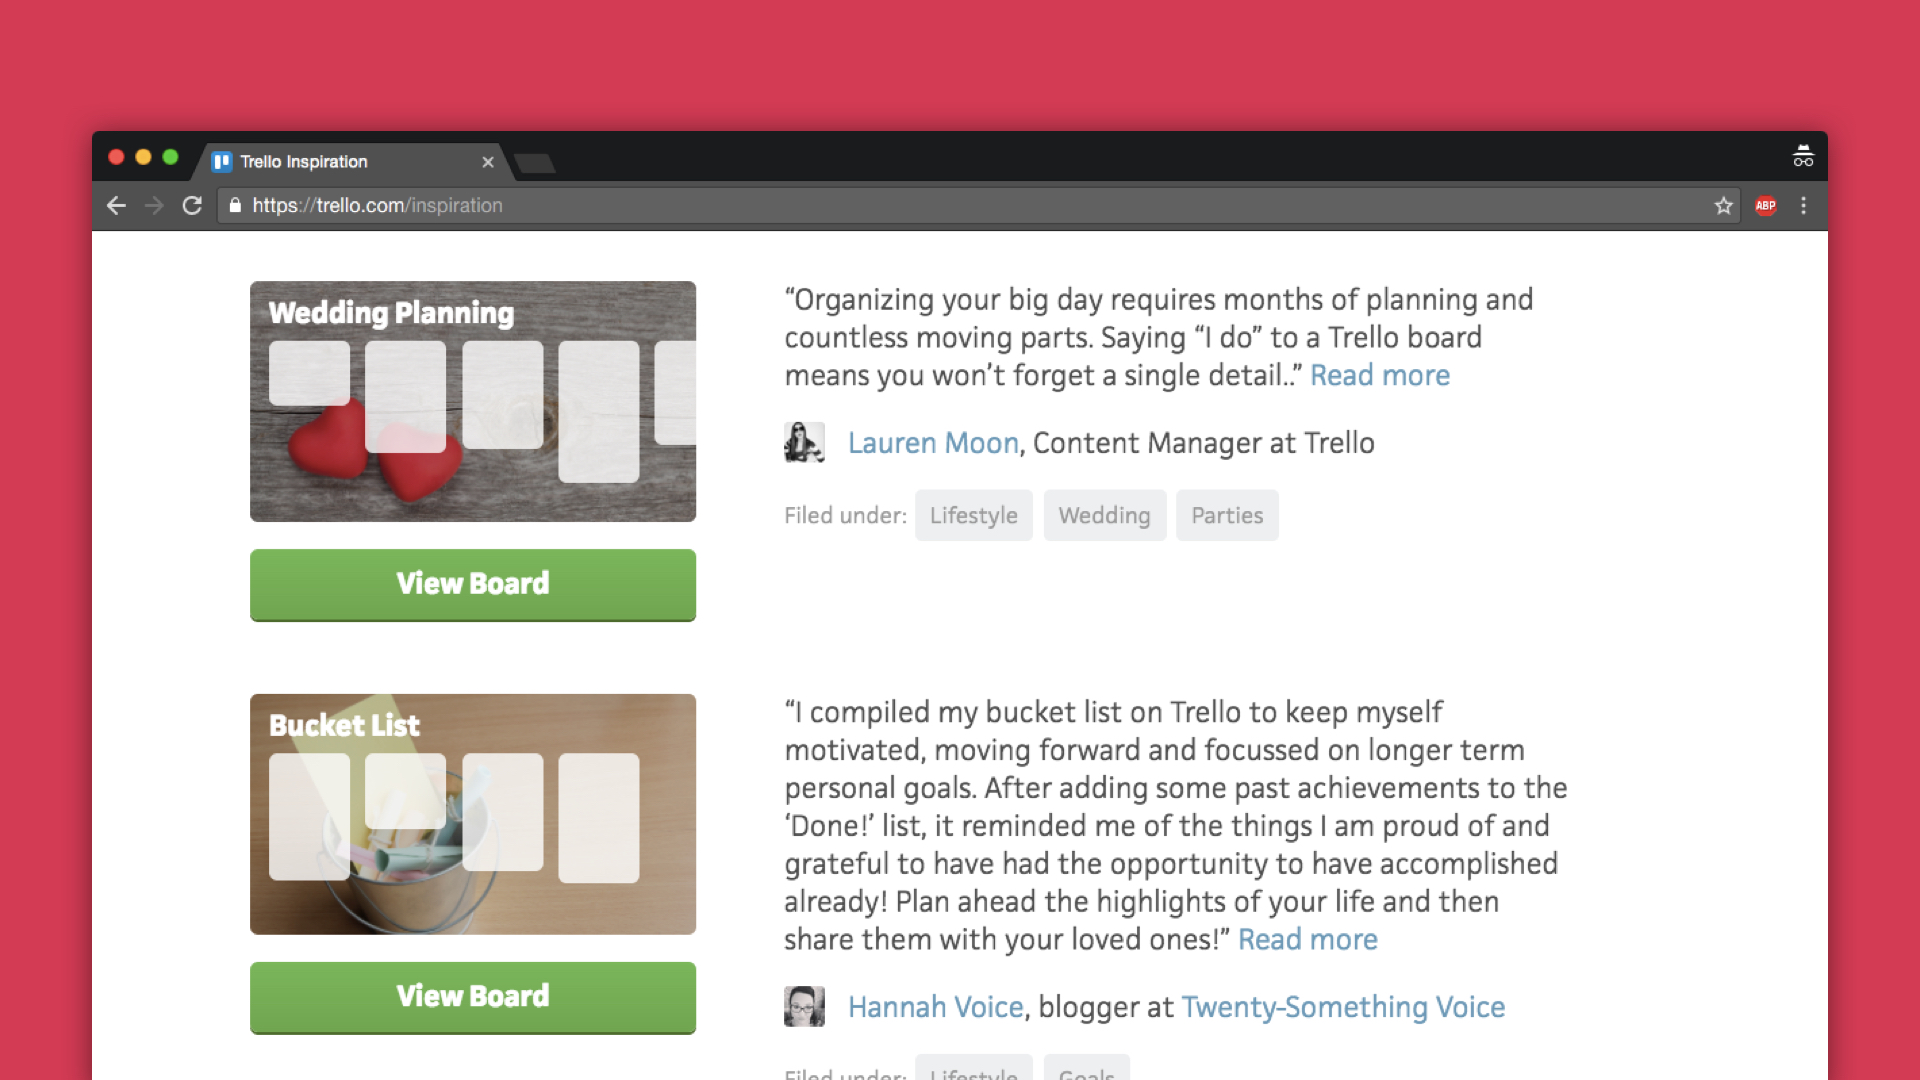 Trello Inspiration
https://trello.com/inspiration
ABP
Wedding Planning
View Board
“Organizing your big day requires months of planning and
countless moving parts. Saying “I do” to a Trello board
means you won’t forget a single detail..” Read more
Lauren Moon, Content Manager at Trello
Filed under: Lifestyle Wedding Parties
Bucket List
View Board
“I compiled my bucket list on Trello to keep myself
motivated, moving forward and focussed on longer term
personal goals. After adding some past achievements to the
‘Done!’ list, it reminded me of the things I am proud of and
grateful to have had the opportunity to have accomplished
already! Plan ahead the highlights of your life and then
share them with your loved ones!” Read more
Hannah Voice, blogger at Twenty-Something Voice
Filed under: Lifestyle Goals